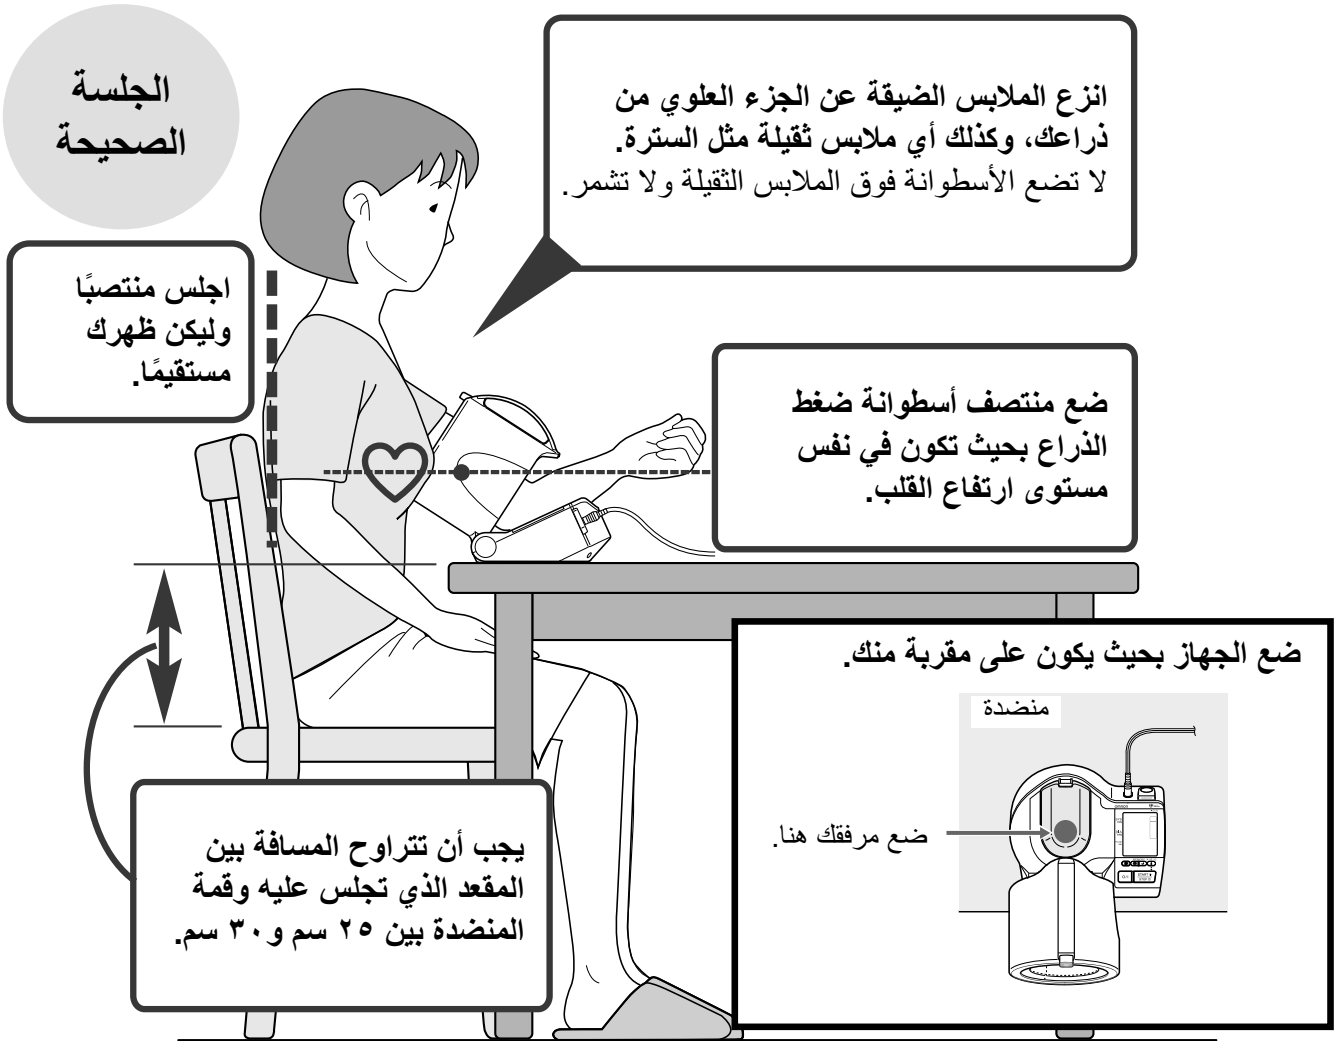 الجلسة
الصحيحة
انزع الملابس الضيقة عن الجزء العلوي من
ذراعك، وكذلك أي ملابس ثقيلة مثل السترة.
لا تضع الأسطوانة فوق الملابس الثقيلة ولا تشمر.
اجلس منتصبًا
وليكن ظهرك
مستقيمًا.
ضع منتصف أسطوانة ضغط
الذراع بحيث تكون في نفس
مستوى ارتفاع القلب.
ضع الجهاز بحيث يكون على مقربة منك.
منضدة
ضع مرفقك هنا.
يجب أن تتراوح المسافة بين
المقعد الذي تجلس عليه وقمة
المنضدة بين ٢٥ سم و٣٠ سم.